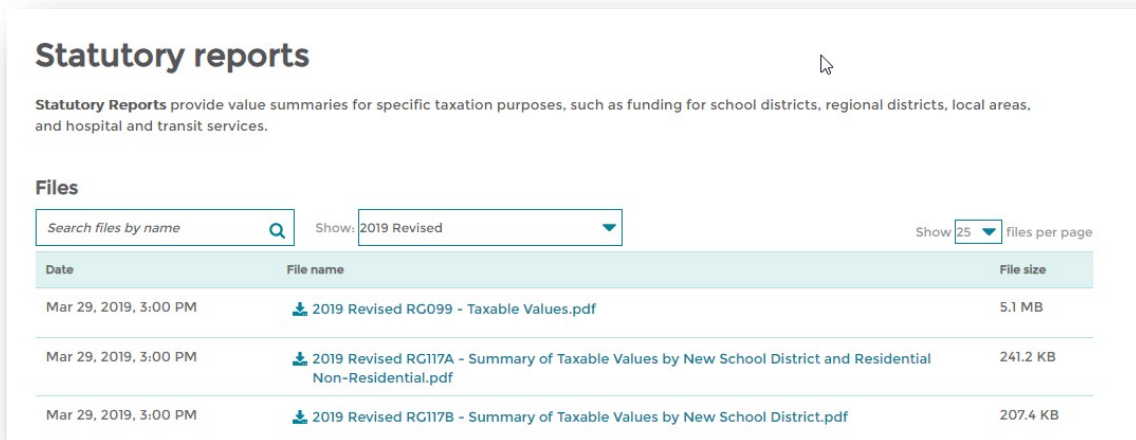 Statutory reports
Statutory Reports provide value summaries for specific taxation purposes, such as funding for school districts, regional districts, local areas,
and hospital and transit services.
Files
Search files by name Show: 2019 Revised Show 25 files per page
Date File name File size
Mar 29, 2019, 3:00 PM 2019 Revised RG099 - Taxable Values.pdf 5.1 MB
Mar 29, 2019, 3:00 PM 2019 Revised RG117A - Summary of Taxable Values by New School District and Residential 241.2 KB
Non-Residential.pdf
Mar 29, 2019, 3:00 PM 2019 Revised RG117B - Summary of Taxable Values by New School District.pdf 207.4 KB